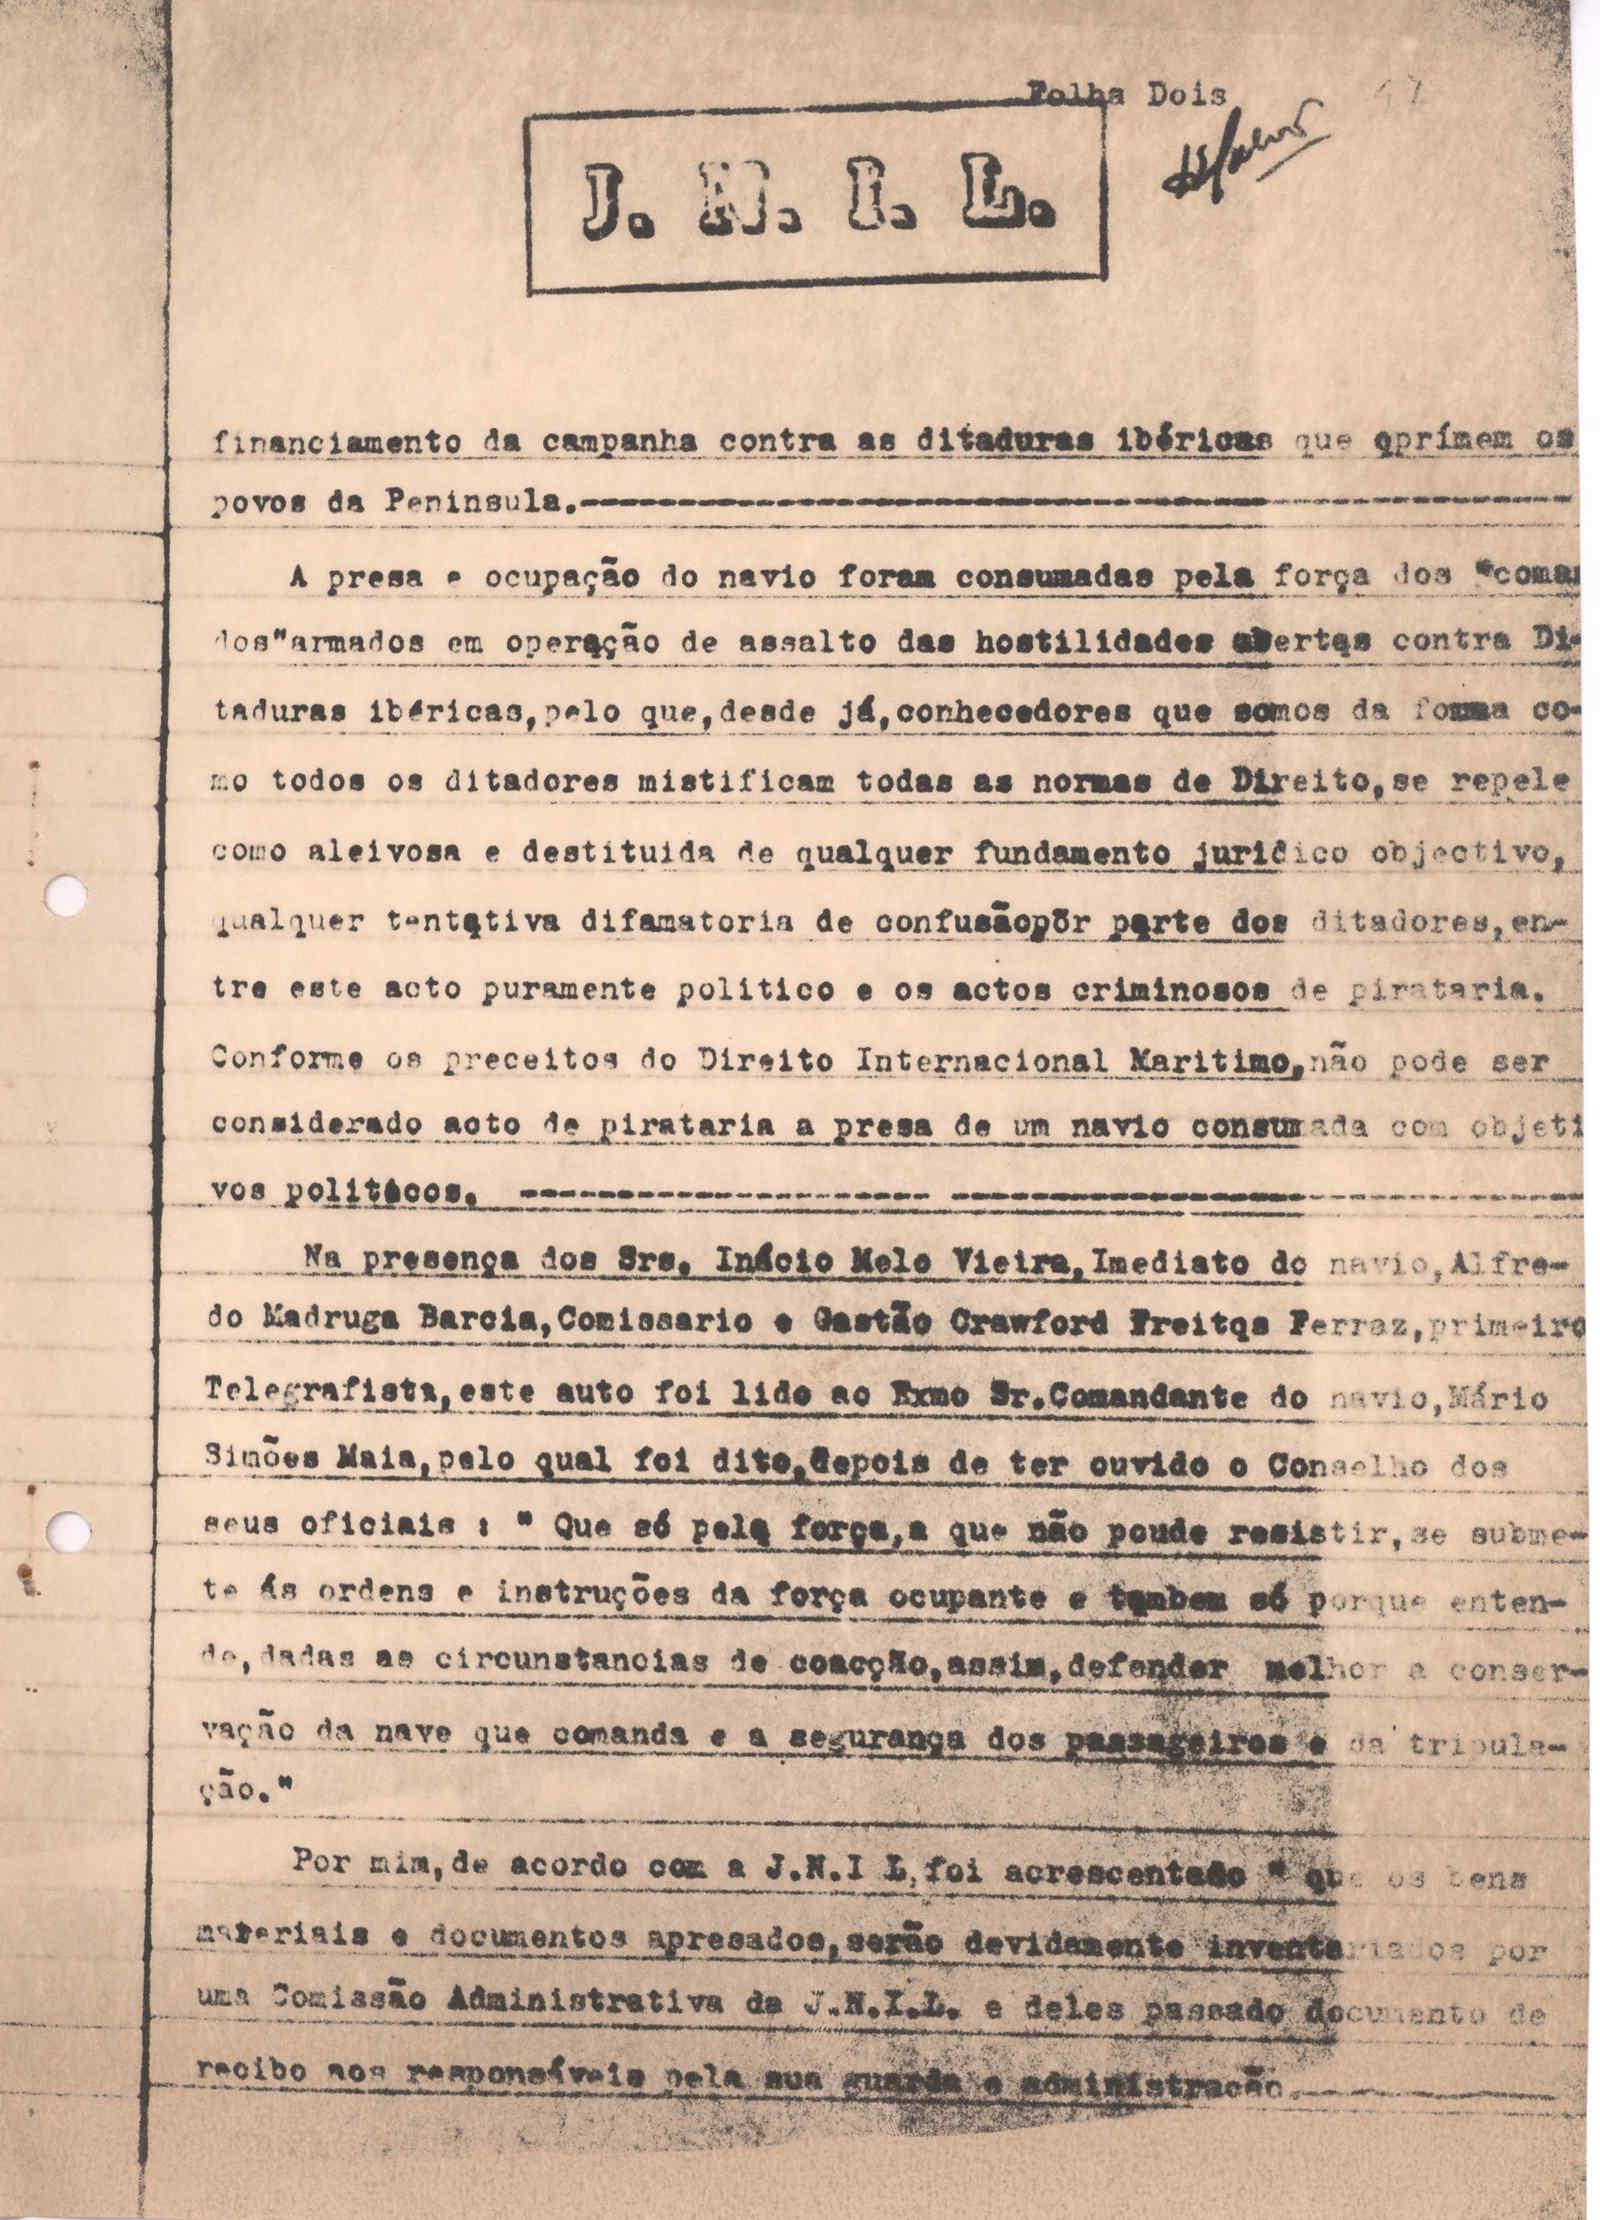 Folha Dois
J. N. I. L.
financiamento da campanha contra as ditaduras ibéricas que oprímem os
povos da Peninsula.
A presa e ocupação do navio foram consumadas pela força dos "coman
dos"armados em operação de assalto das hostilidades abertas contra Di-
taduras ibéricas,pelo que,desde já,conhecedores que somos da forma co-
mo todos os ditadores mistificam todas as normas de Direito,se repele
como aleivosa e destituida de qualquer fundamento juridico objectivo,
qualquer tentativa difamatoria de confusãopor parte dos ditadores,en-
tre este acto puramente politico e os actos criminosos de pirataria.
Conforme os preceitos do Direito Internacional Maritimo,não pode ser
considerado acto de pirataria a presa de um navio consumada com objeti
vos politicos.
Na presença dos Srs. Inácio Melo Vieira,Imediato do navio,Alfre-
do Madruga Barcia,Comissario e Gastão Crawford Freitas Ferraz,primeiro
Telegrafista,este auto foi lido ao Exmo Sr.Comandante do navio,Mário
Simões Maia,pelo qual foi dito,depois de ter ouvido o Conselho dos
seus oficiais : " Que só pela força,a que não poude resistir,se subme-
te ás ordens e instruções da força ocupante e tambem só porque enten-
de,dadas as circunstancias de coacção,assim,defender melhor a conser-
vação da nave que comanda e a segurança dos passageiros e da tripula-
ção."
Por mim,de acordo com a J.N.I L,foi acrescentado " que os bens
materiais e documentos apresados,serão devidamente inventariados por
uma Comissão Administrativa da J.N.I.L. e deles passado documento de
recibo aos responsáveis pela sua guarda e administração.